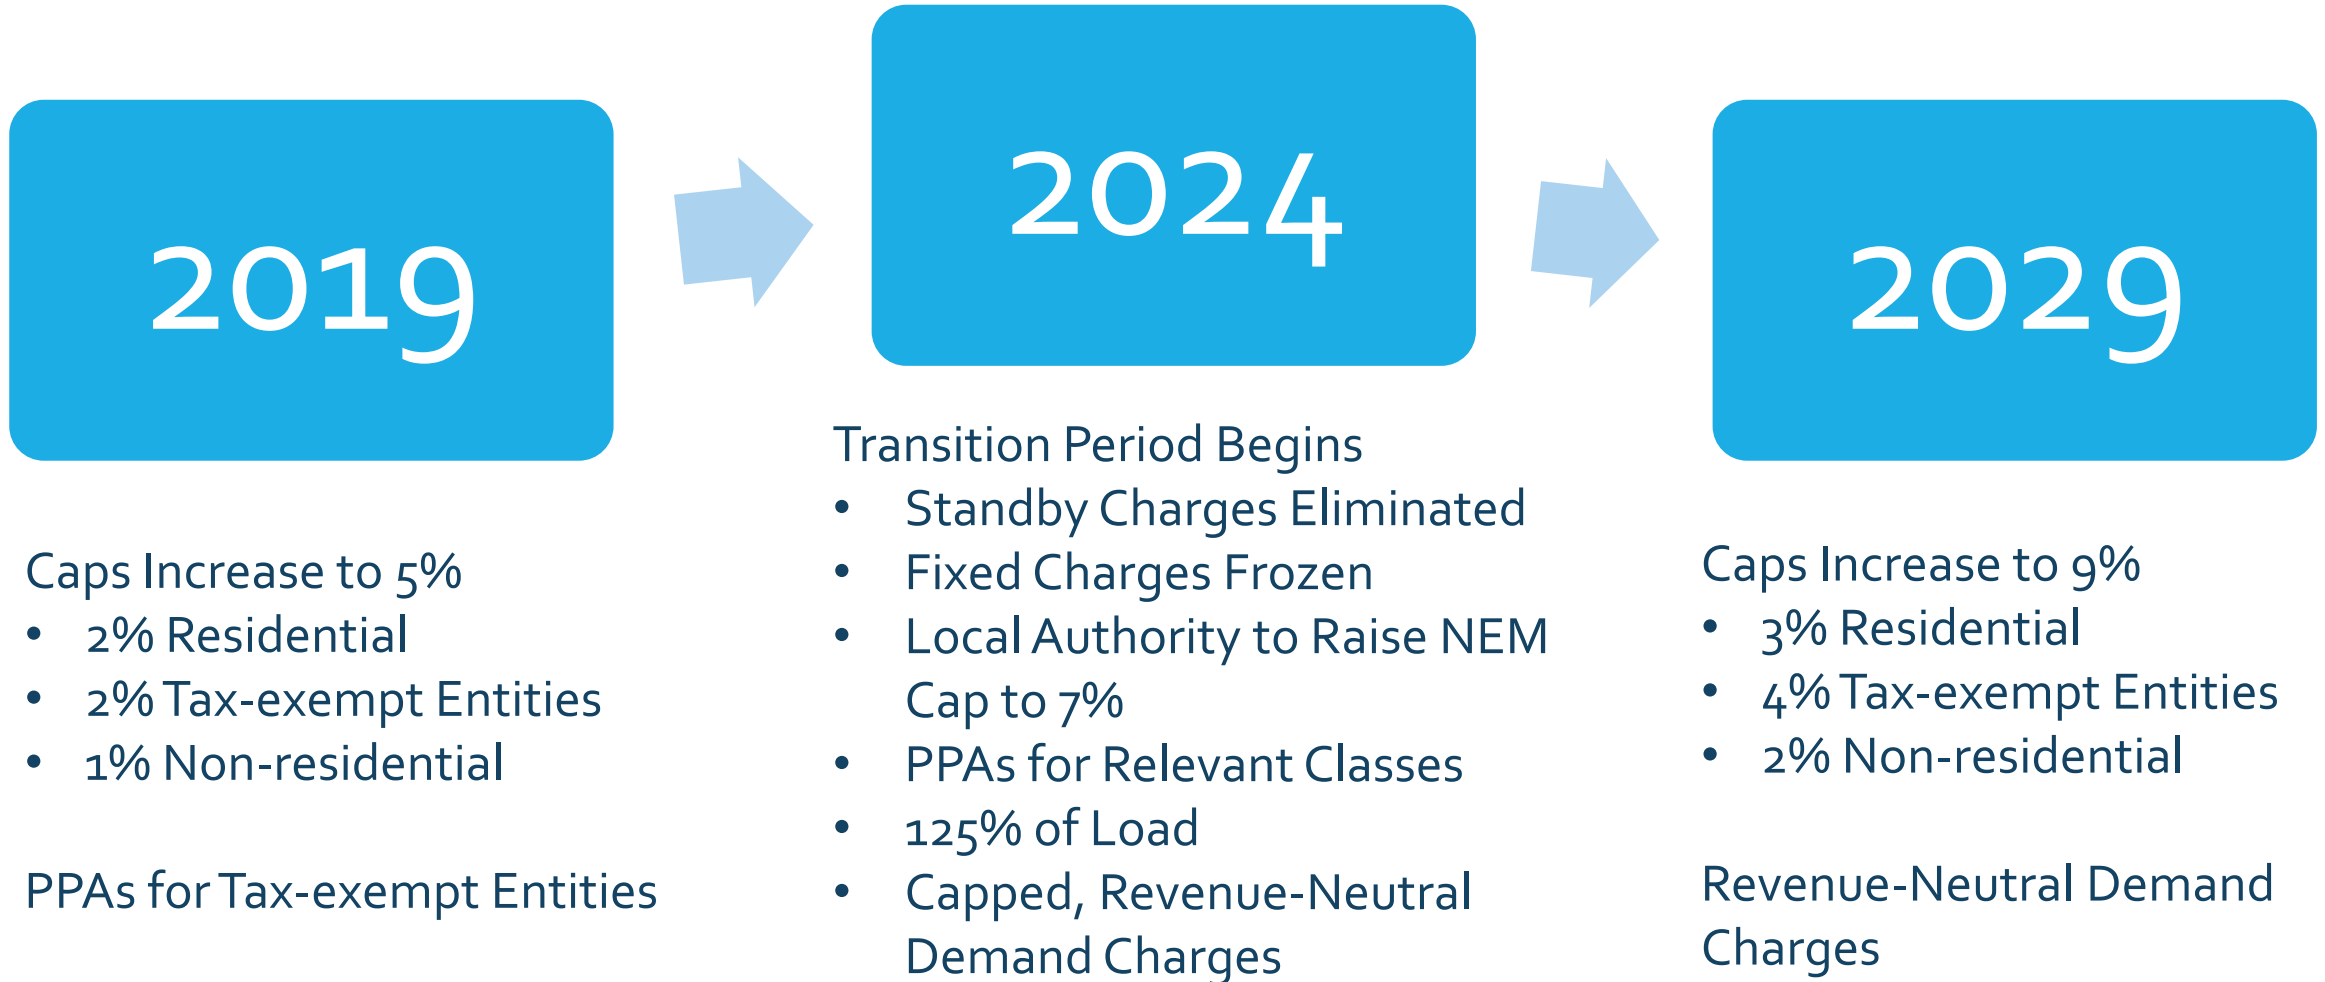 2019
Caps Increase to 5%
• 2% Residential
• 2% Tax-exempt Entities
• 1% Non-residential
PPAs for Tax-exempt Entities
2024
Transition Period Begins
• Standby Charges Eliminated
• Fixed Charges Frozen
• Local Authority to Raise NEM
Cap to 7%
• PPAs for Relevant Classes
• 125% of Load
• Capped, Revenue-Neutral
Demand Charges
2029
Caps Increase to 9%
• 3% Residential
• 4% Tax-exempt Entities
• 2% Non-residential
Revenue-Neutral Demand
Charges